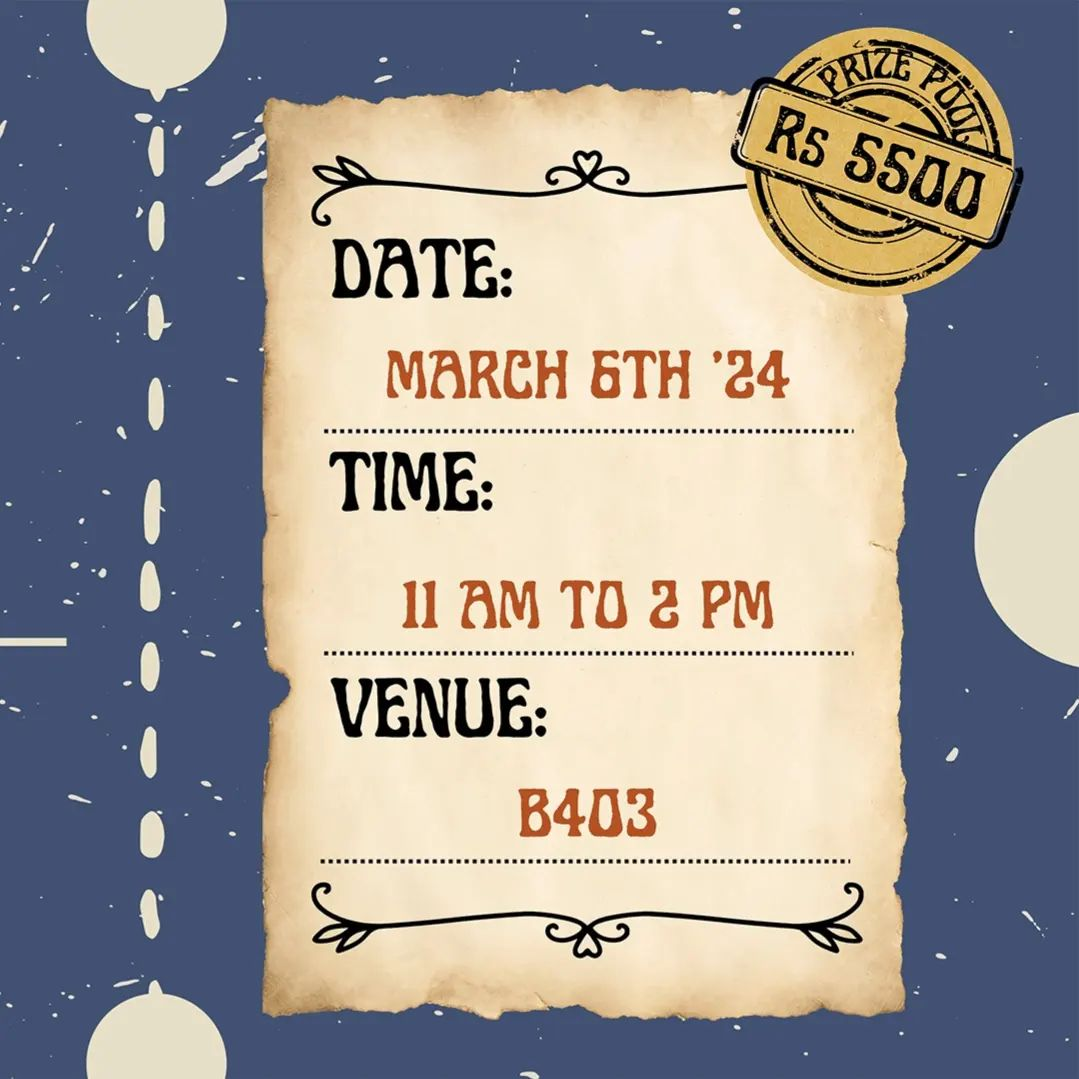 PRIZE POOL
Rs 5500
DATE:
MARCH 6TH '24
TIME:
11 AM TO 2 PM
VENUE:
B403